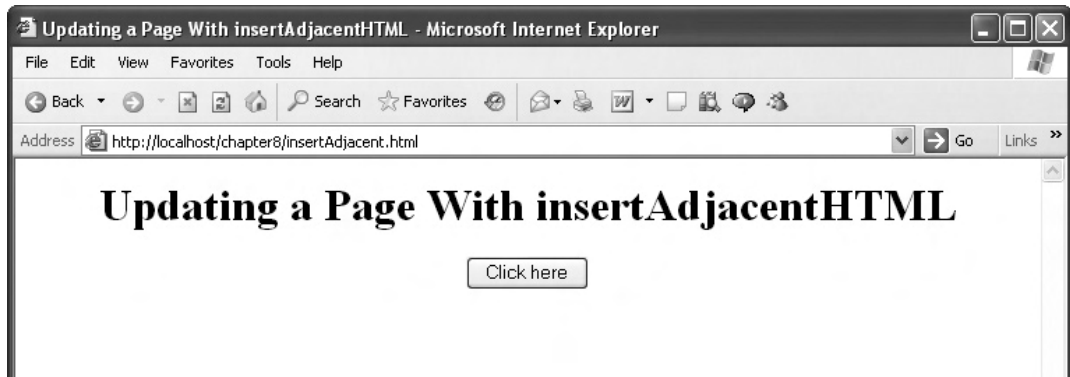 Updating a Page With insertAdjacentHTML - Microsoft Internet Explorer
File Edit View Favorites Tools Help
Back Search Favorites W
Address http://localhost/chapter8/insertAdjacent.html Go Links »
Updating a Page With insertAdjacentHTML
Click here